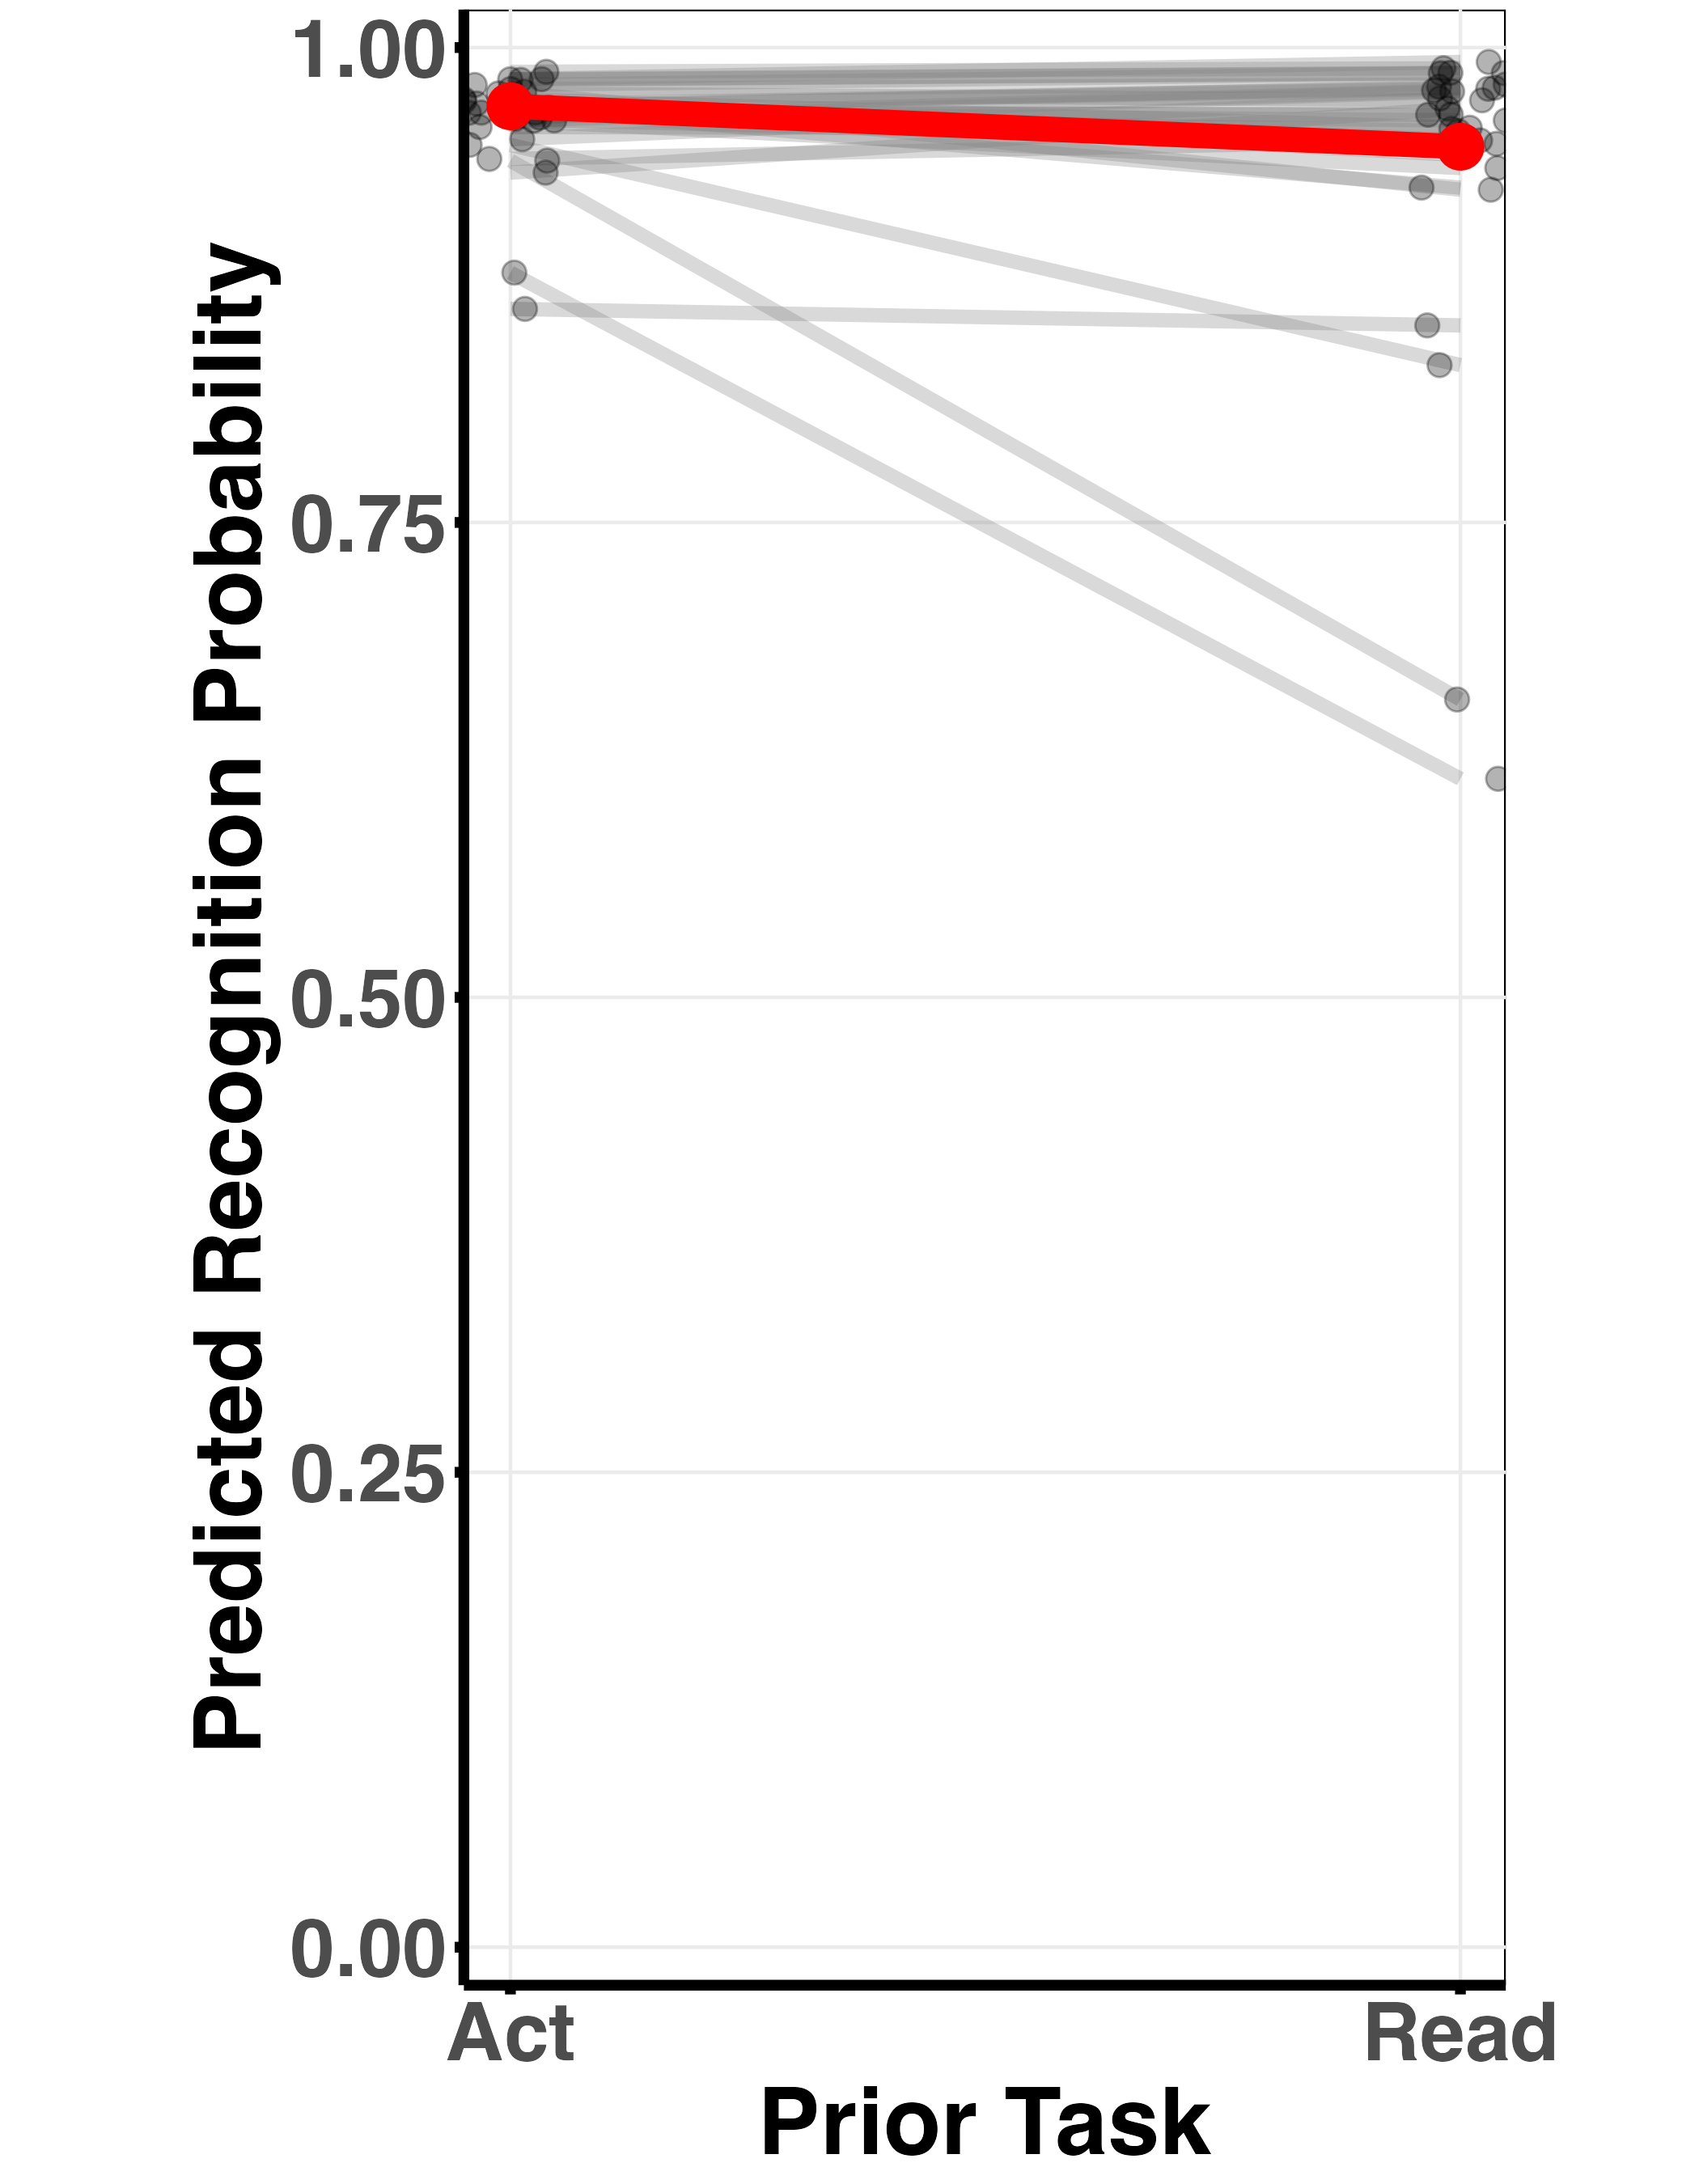 Predicted Recognition Probability
1.00
0.75
0.50
0.25
0.00
Act
Read
Prior Task